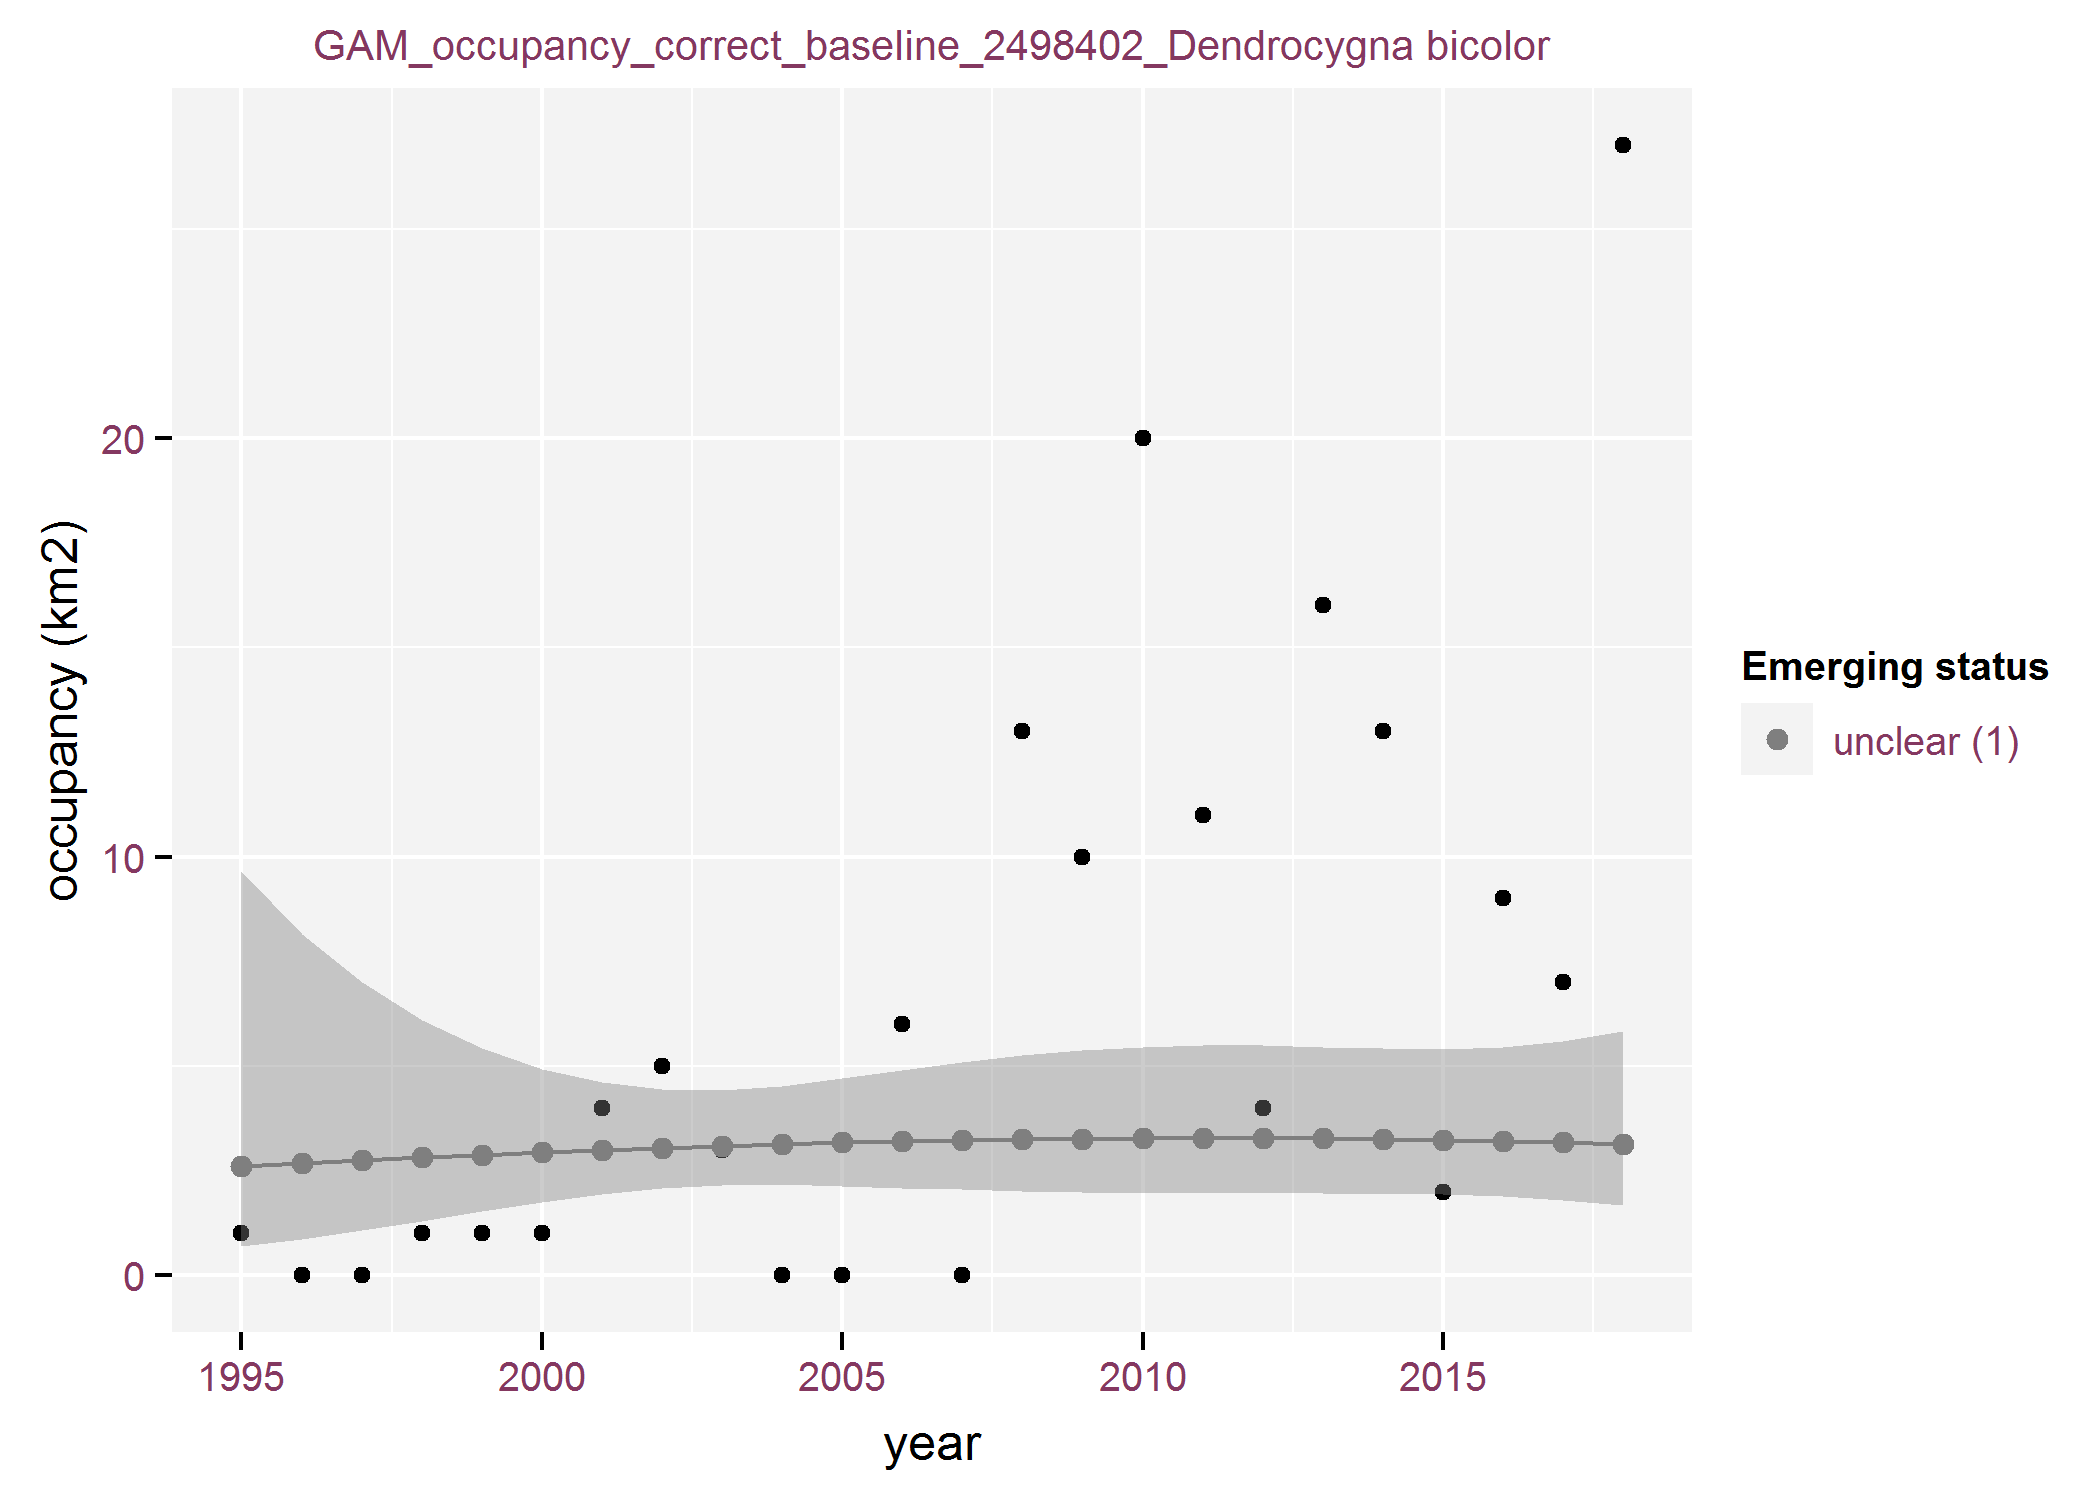 GAM_occupancy_correct_baseline_2498402_Dendrocygna bicolor
occupancy (km2)
20
10
0
1995 2000 2005 2010 2015
year
Emerging status
unclear (1)